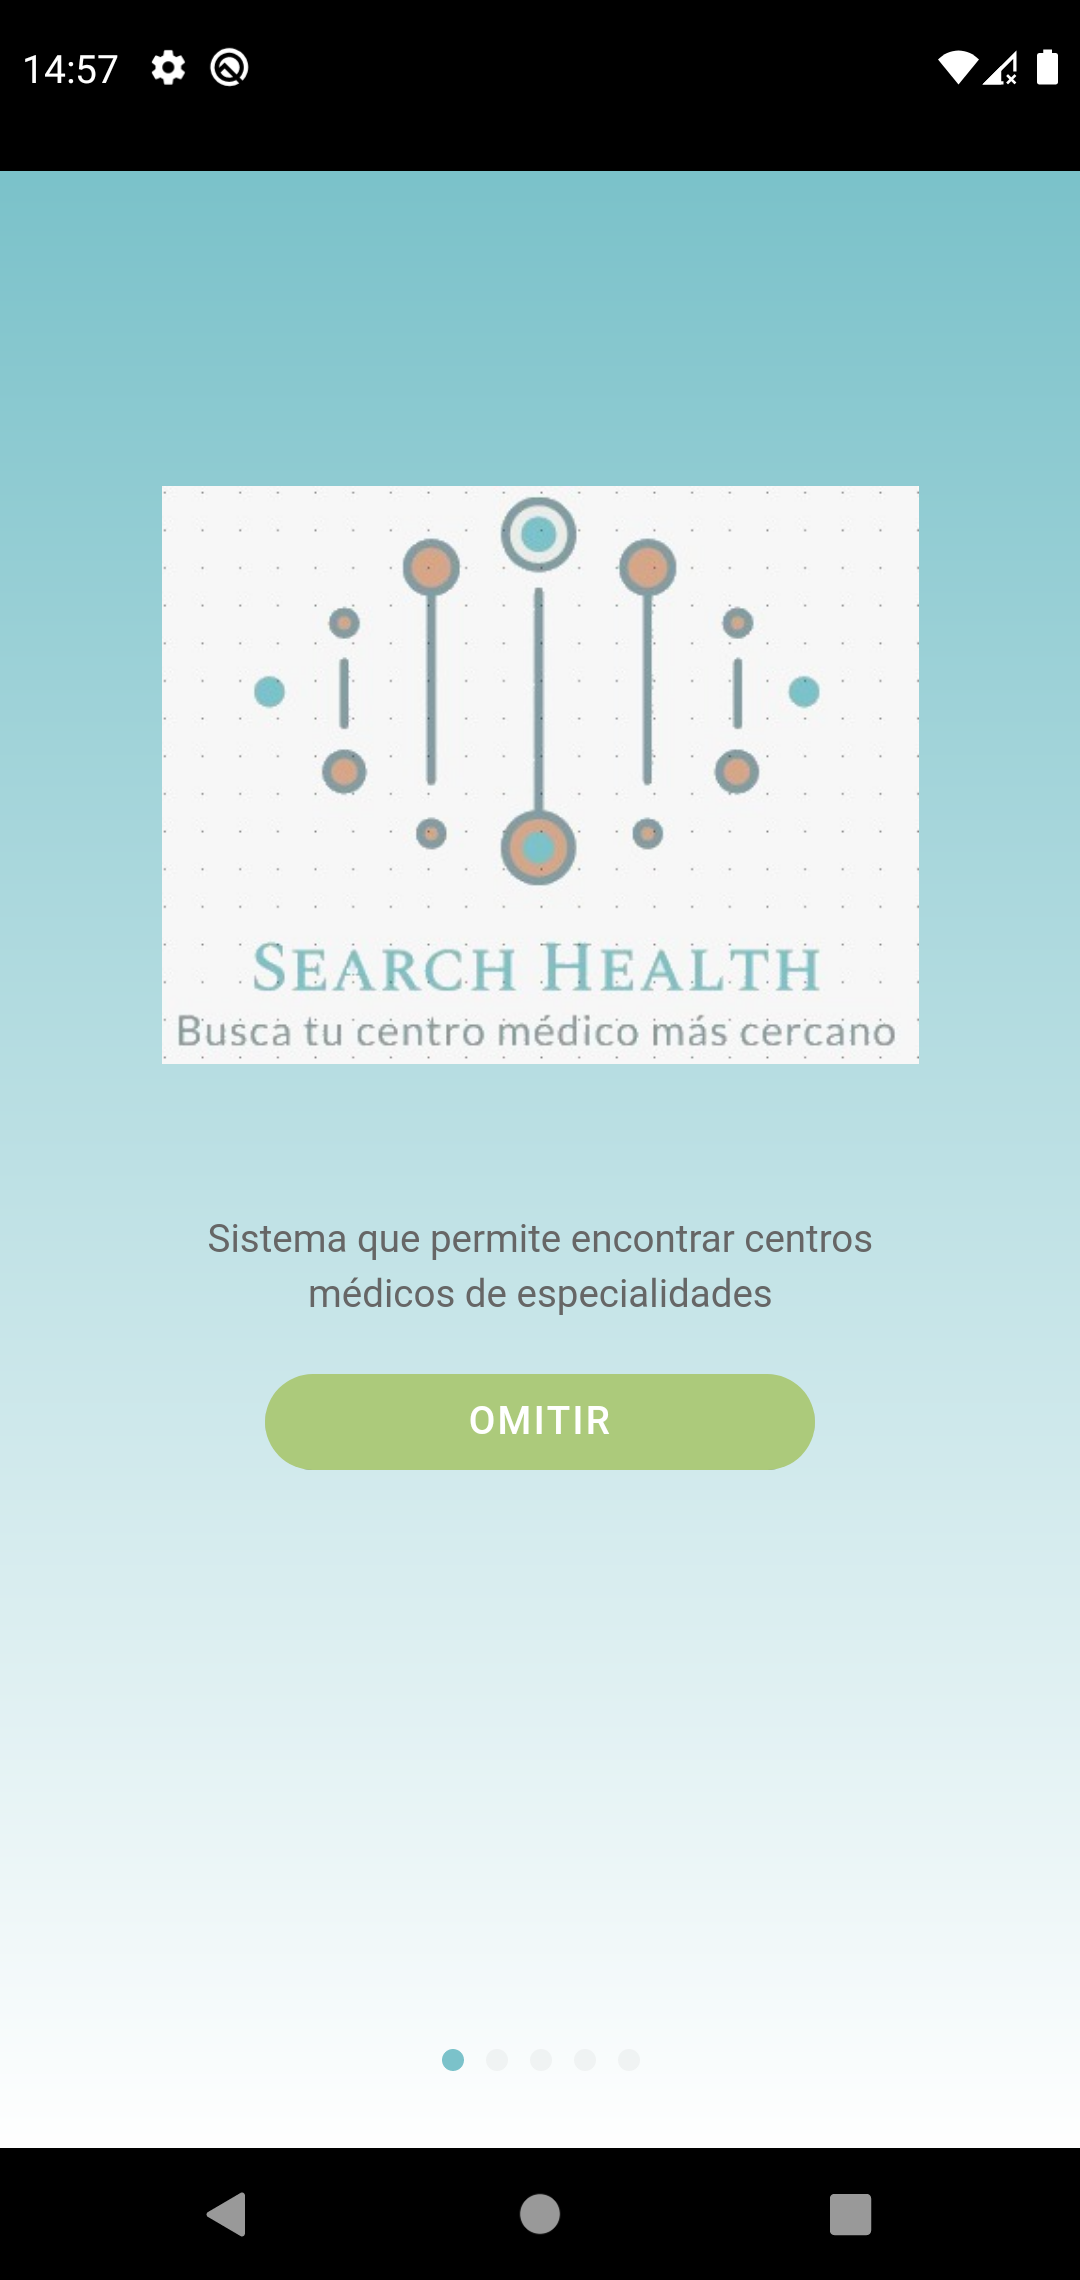 14:57
SEARCH HEALTH
Busca tu centro médico más cercano
Sistema que permite encontrar centros
médicos de especialidades
OMITIR